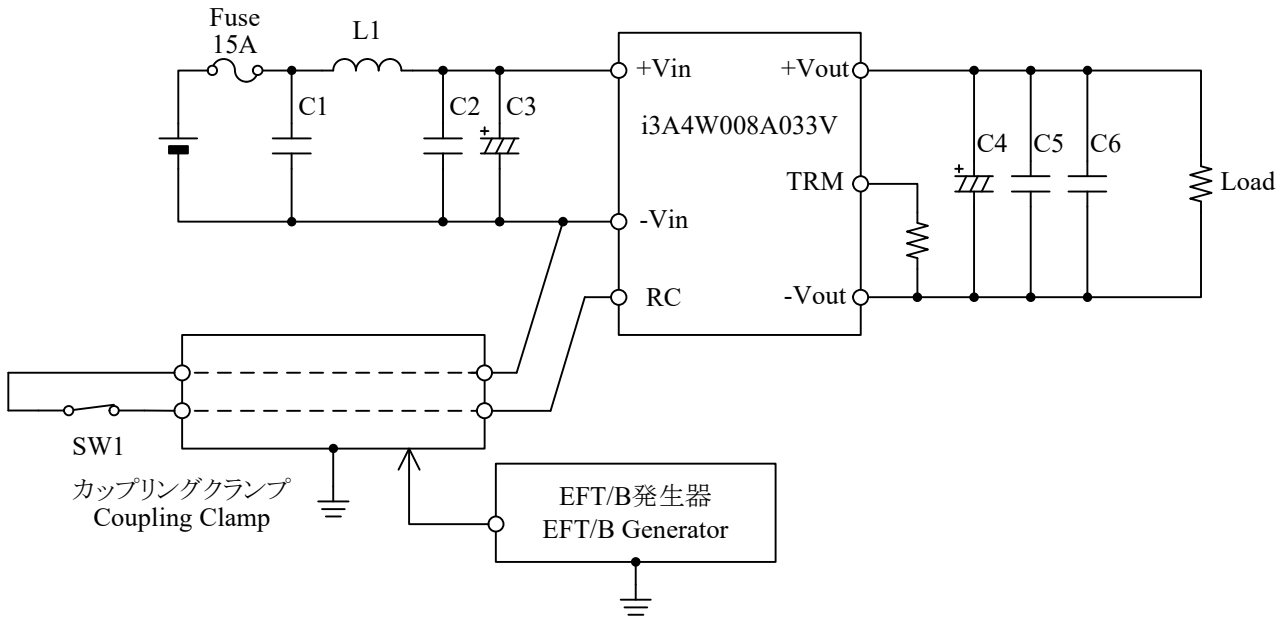 Fuse
15A
L1
C1
C2
C3
+Vin
+Vout
i3A4W008A033V
TRM
-Vin
RC
-Vout
C4
C5
C6
Load
SW1
カップリングクランプ
Coupling Clamp
EFT/B発生器
EFT/B Generator